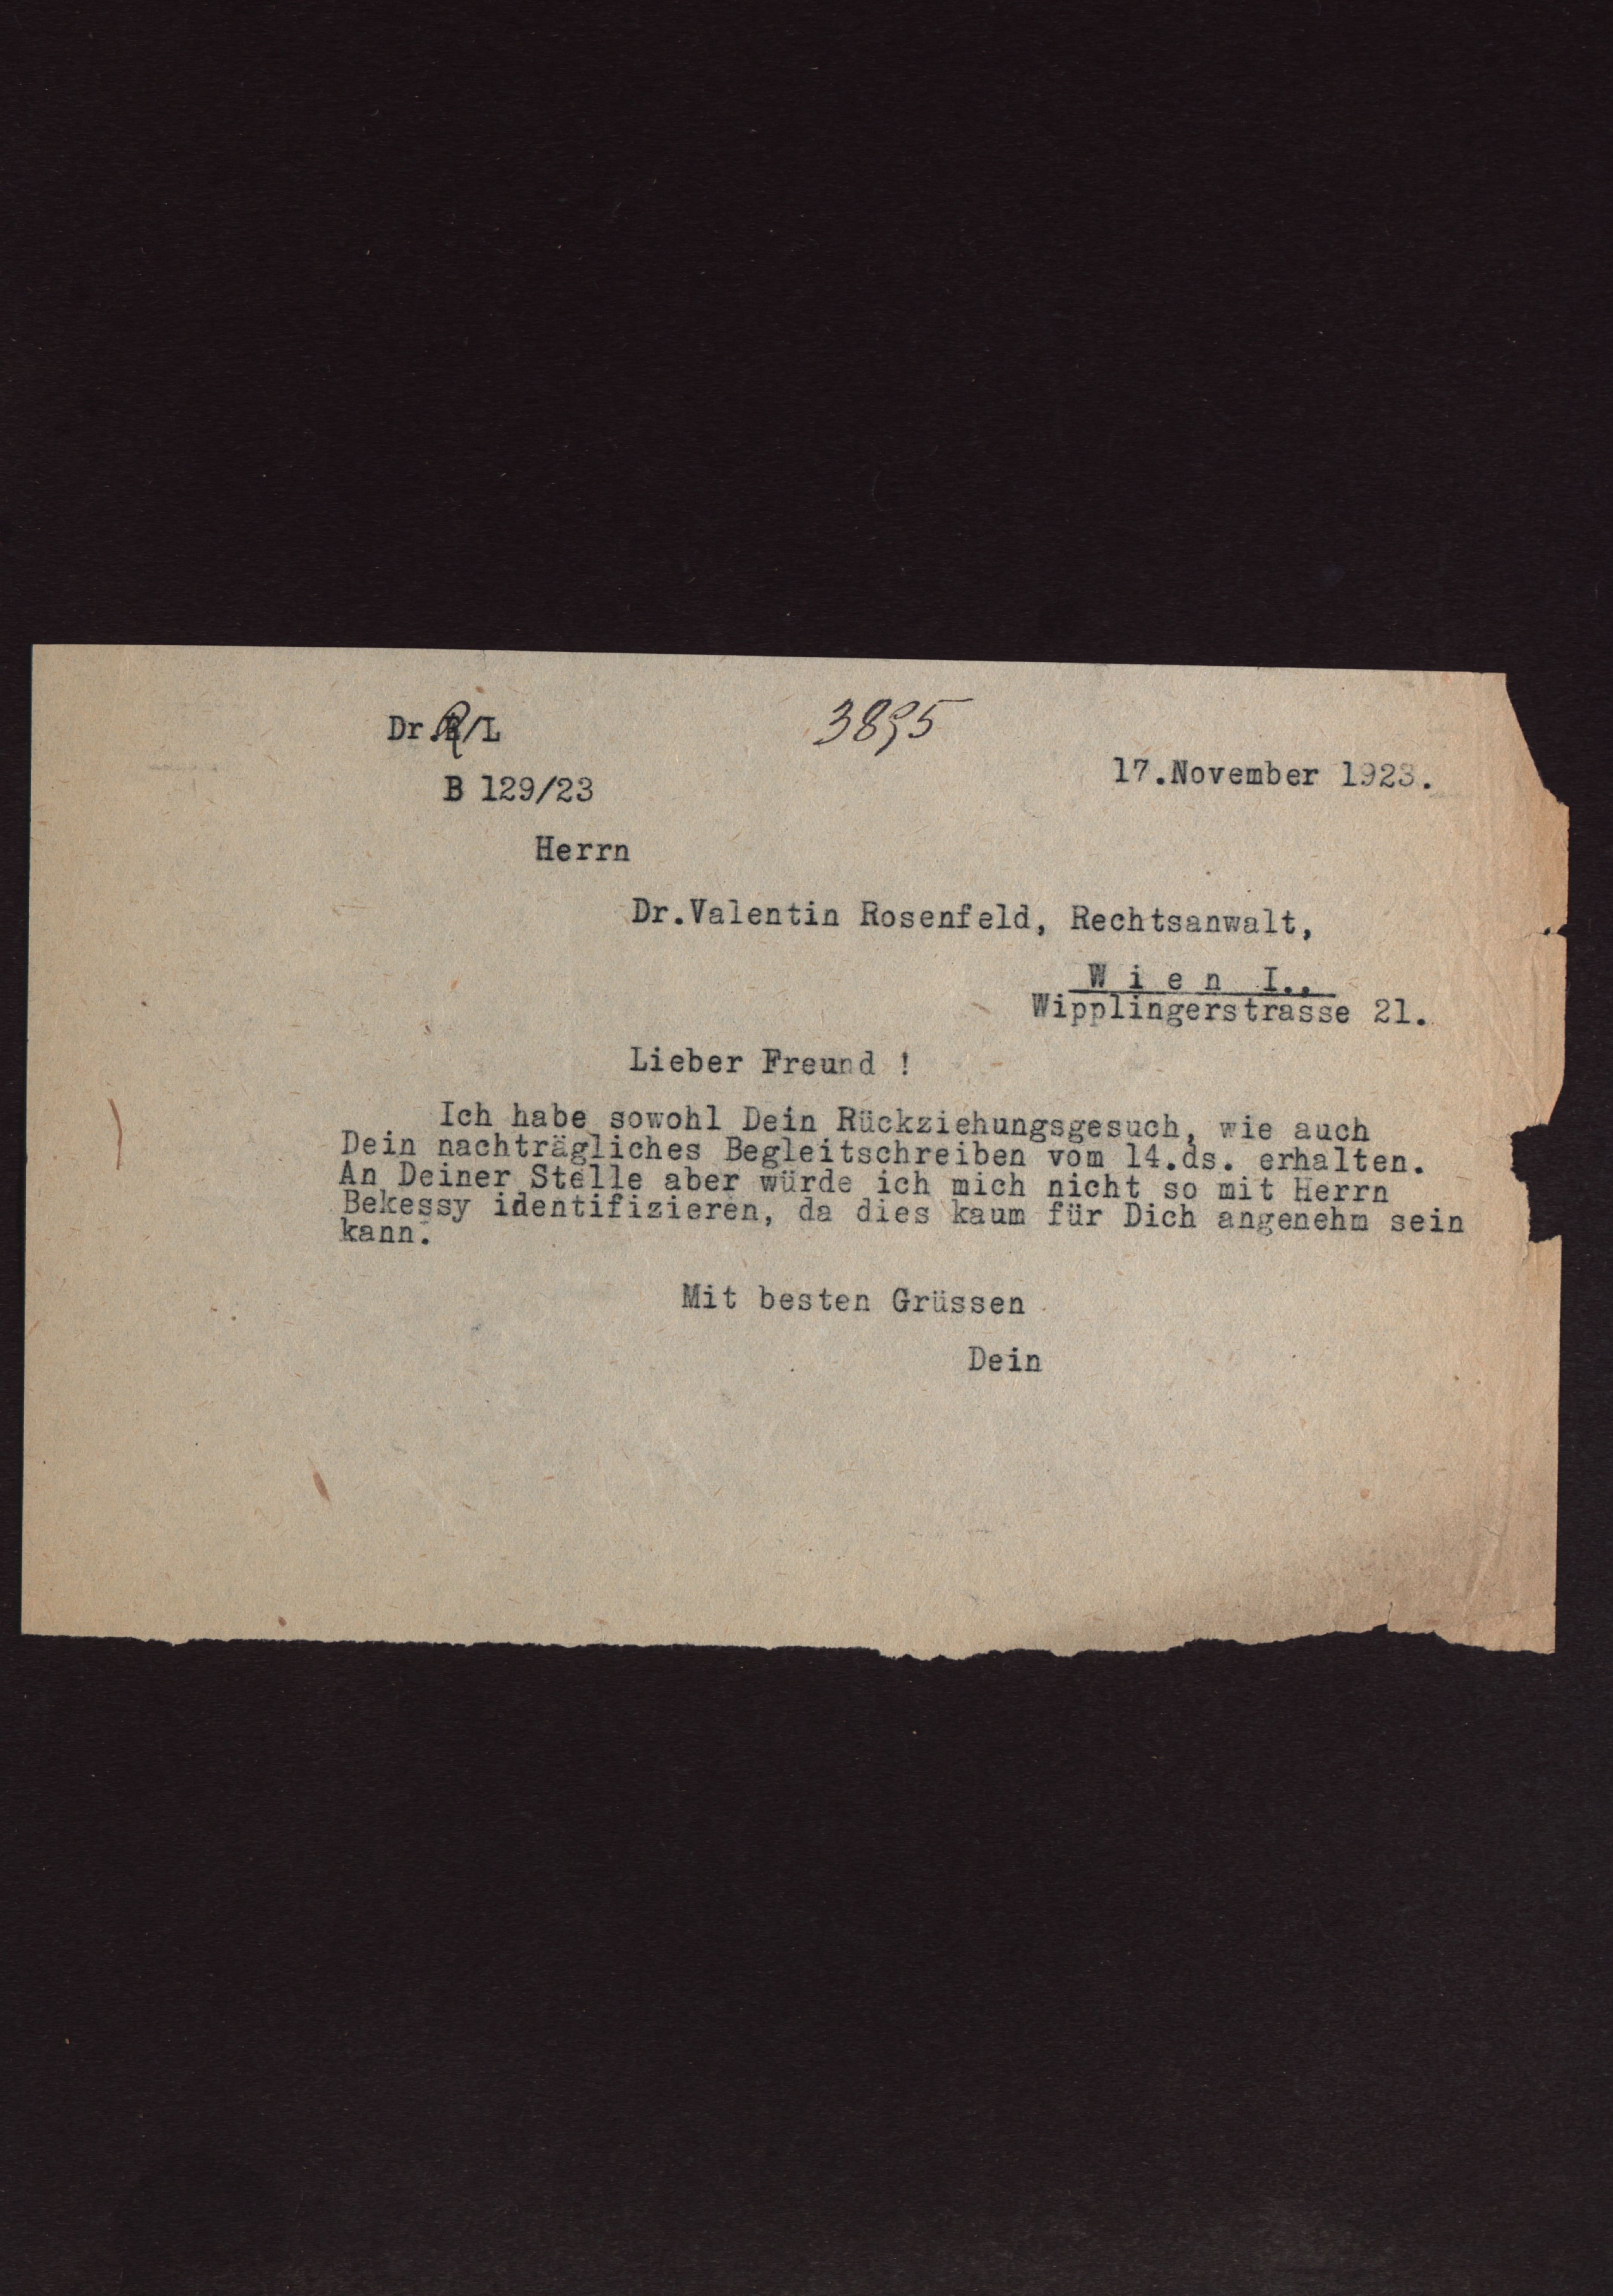 Dr.R/L
3895
17.November 1923.
B 129/23
Herrn
Dr.Valentin Rosenfeld, Rechtsanwalt,
W i e n I.,
Wipplingerstrasse 21.
Lieber Freund !
Ich habe sowohl Dein Rückziehungsgesuch, wie auch
Dein nachträgliches Begleitschreiben vom 14.ds. erhalten.
An Deiner Stelle aber würde ich mich nicht so mit Herrn
Bekessy identifizieren, da dies kaum für Dich angenehm sein
kann.
Mit besten Grüssen
Dein